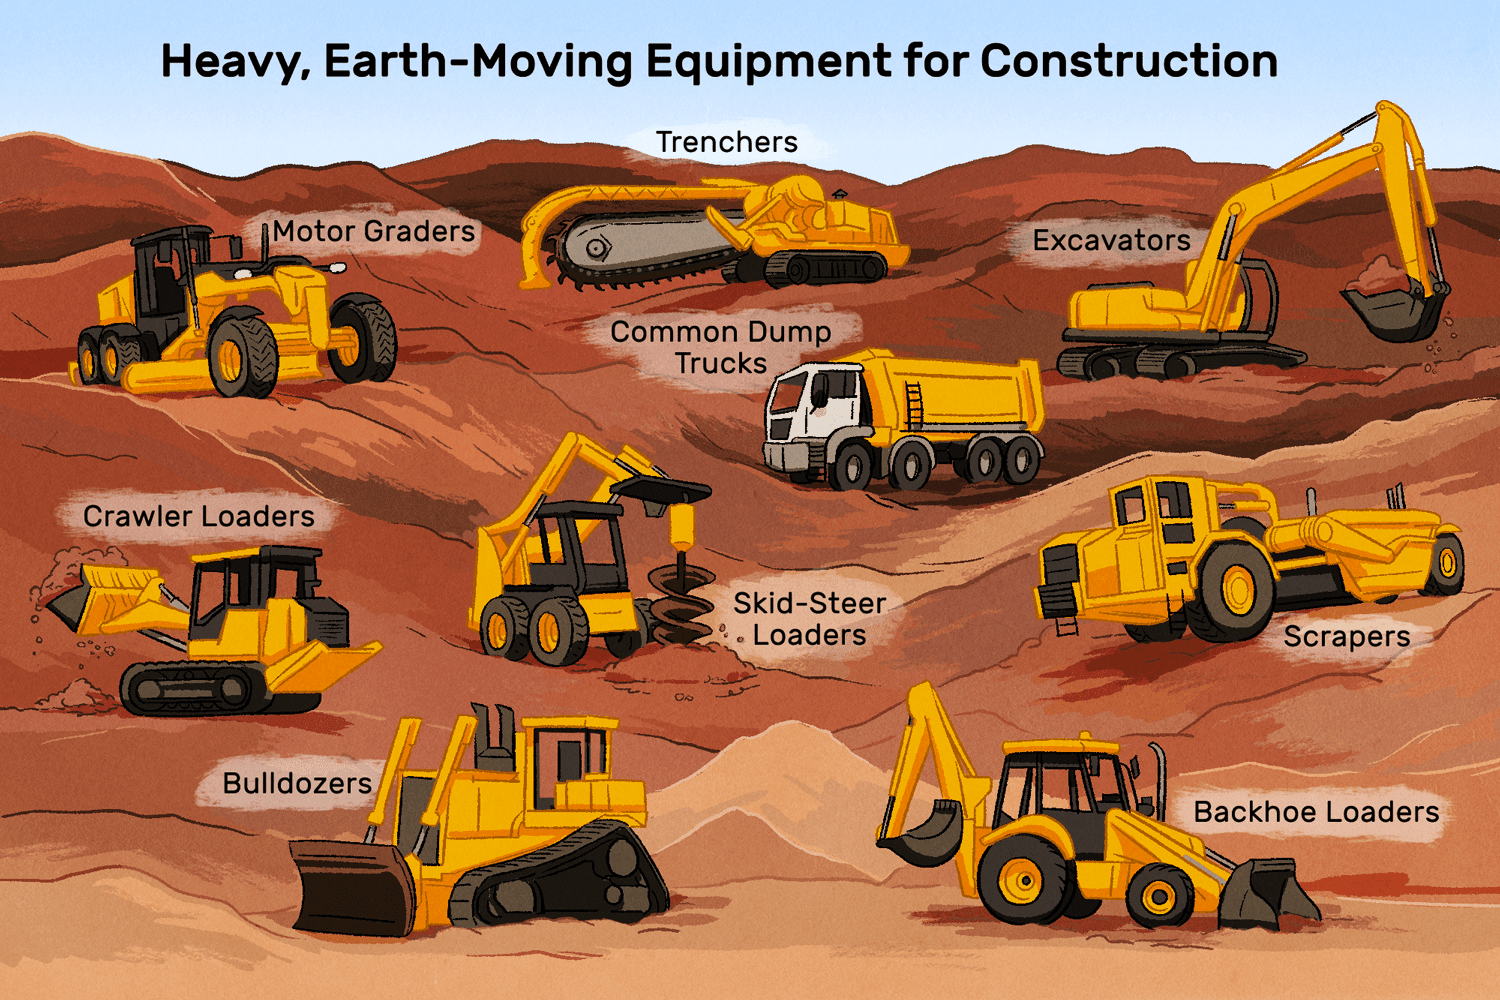 Heavy, Earth-Moving Equipment for Construction
Trenchers
Motor Graders
Excavators
Common Dump
Trucks
Crawler Loaders
Skid-Steer
Loaders
Scrapers
Bulldozers
Backhoe Loaders